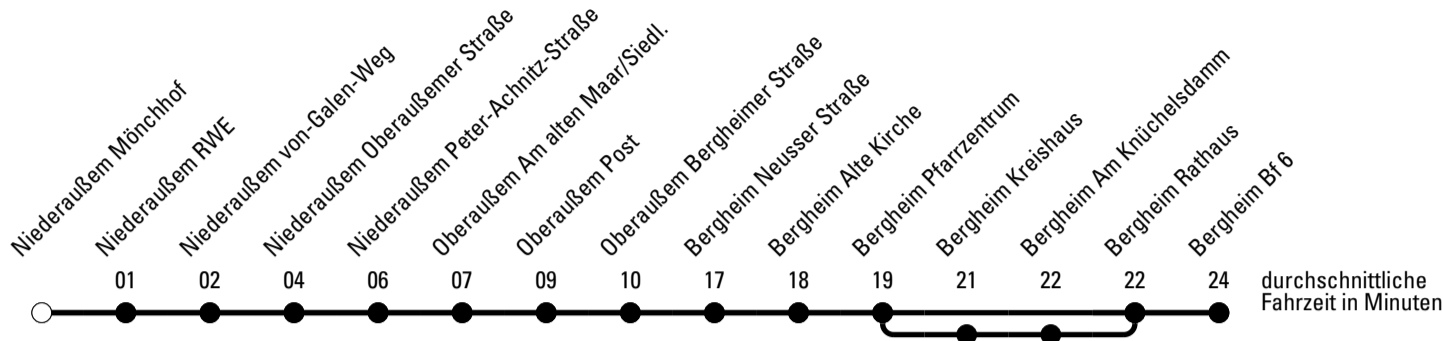 Niederaußem Mönchhof
Niederaußem RWE
Niederaußem von-Galen-Weg
Niederaußem Oberaußemer Straße
Niederaußem Peter-Achnitz-Straße
Oberaußem Am alten Maar/Siedl.
Oberaußem Post
Oberaußem Bergheimer Straße
Bergheim Neusser Straße
Bergheim Alte Kirche
Bergheim Pfarrzentrum
Bergheim Kreishaus
Bergheim Am Knüchelsdamm
Bergheim Rathaus
Bergheim Bf 6
01 02 04 06 07 09 10 17 18 19 21 22 22 24
durchschnittliche
Fahrzeit in Minuten